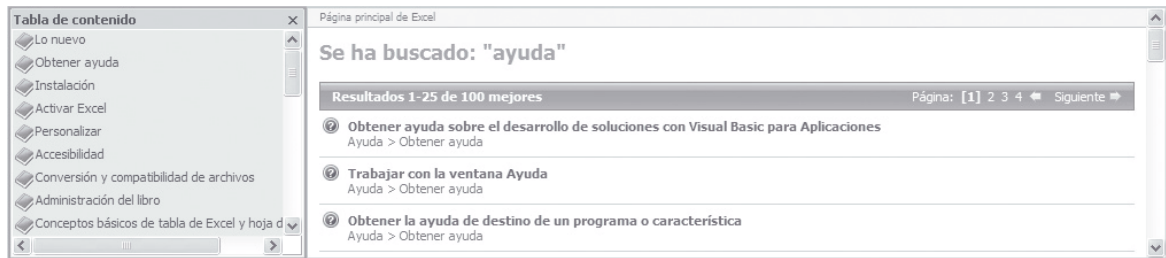 Tabla de contenido
Lo nuevo
Obtener ayuda
Instalación
Activar Excel
Personalizar
Accesibilidad
Conversión y compatibilidad de archivos
Administración del libro
Conceptos básicos de tabla de Excel y hoja d
Página principal de Excel
Se ha buscado: "ayuda"
Resultados 1-25 de 100 mejores Página: [1] 2 3 4 Siguiente
Obtener ayuda sobre el desarrollo de soluciones con Visual Basic para Aplicaciones
Ayuda > Obtener ayuda
Trabajar con la ventana Ayuda
Ayuda > Obtener ayuda
Obtener la ayuda de destino de un programa o característica
Ayuda > Obtener ayuda